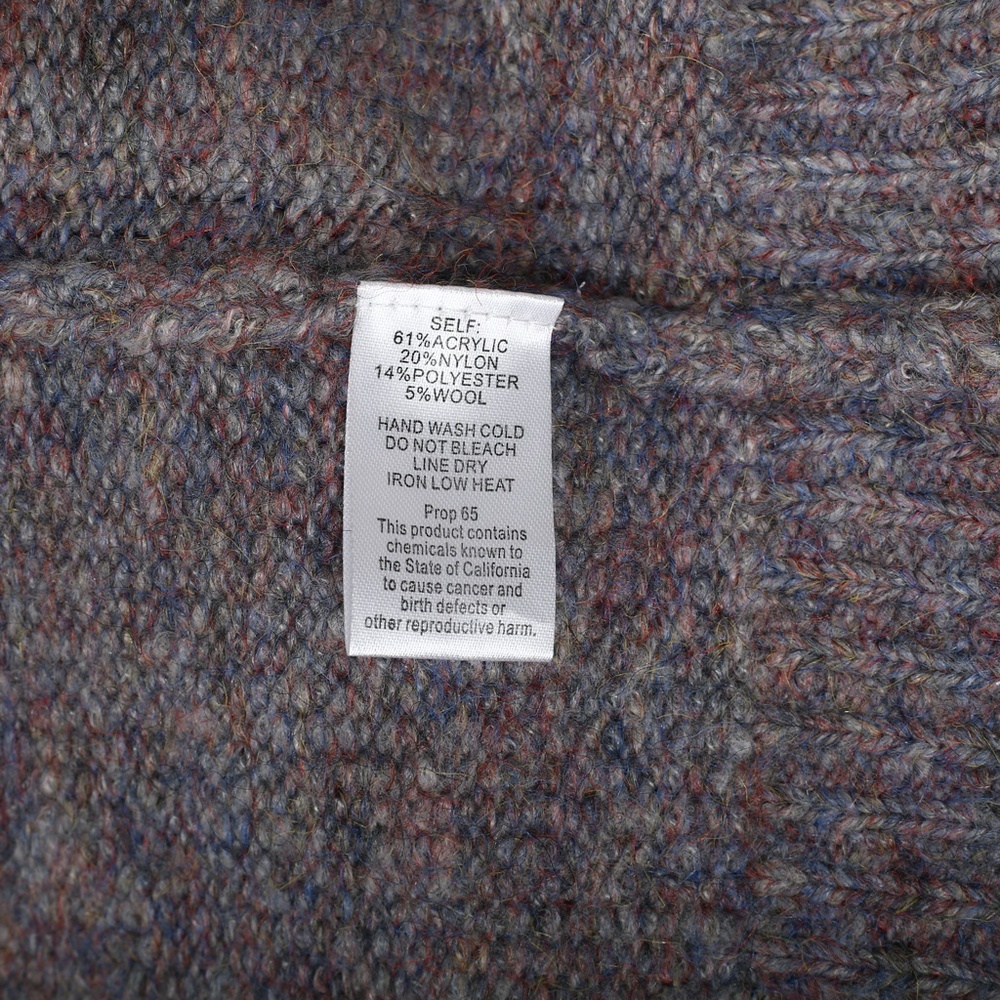 SELF:
61%ACRYLIC
20%NYLON
14%POLYESTER
5%WOOL
HAND WASH COLD
DO NOT BLEACH
LINE DRY
IRON LOW HEAT
Prop 65
This product contains
chemicals known to
the State of California
to cause cancer and
birth defects or
other reproductive harm.